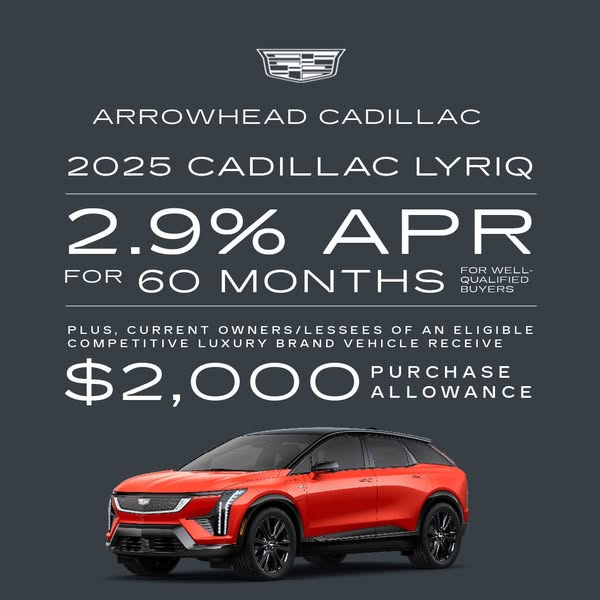 ARROWHEAD CADILLAC
2025 CADILLAC LYRIQ
2.9% APR
FOR 60 MONTHS FOR WELL-
QUALIFIED
BUYERS
PLUS, CURRENT OWNERS/LESSEES OF AN ELIGIBLE
COMPETITIVE LUXURY BRAND VEHICLE RECEIVE
$2,000 PURCHASE
ALLOWANCE